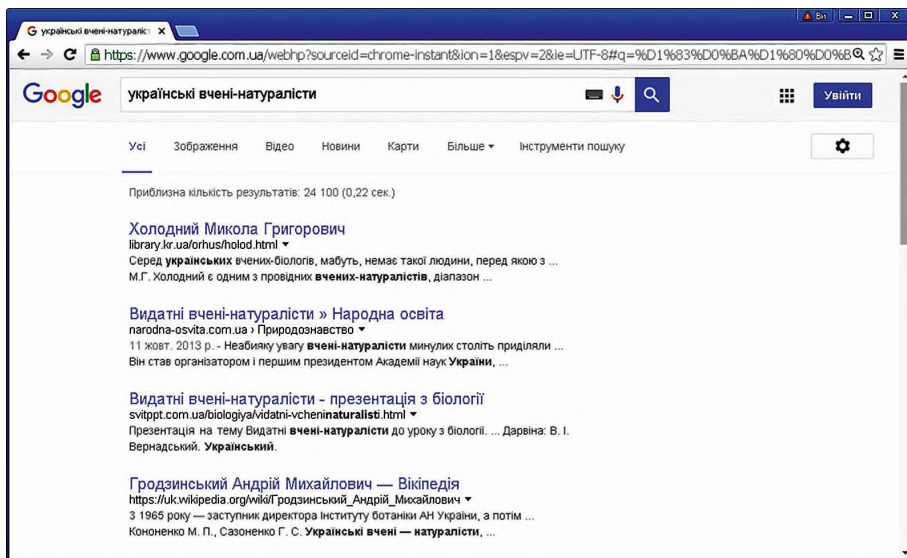 українські вчені-натураліст
Ви
https://www.google.com.ua/webhp?sourceid=chrome-instant&ion=1&espv=2&ie=UTF-8#q=%D1%83%D0%BA%D1%80%D0%B
Google
українські вчені-натуралісти
Увійти
Усі Зображення Відео Новини Карти Більше Інструменти пошуку
Приблизна кількість результатів: 24 100 (0,22 сек.)
Холодний Микола Григорович
library.kr.ua/orhus/holod.html
Серед українських вчених-біологів, мабуть, немає такої людини, перед якою з ...
М.Г. Холодний є одним з провідних вчених-натуралістів, діапазон ...
Видатні вчені-натуралісти » Народна освіта
narodna-osvita.com.ua › Природознавство
11 жовт. 2013 р. - Неабияку увагу вчені-натуралісти минулих століть приділяли ...
Він став організатором і першим президентом Академії наук України, ...
Видатні вчені-натуралісти - презентація з біології
svitppt.com.ua/biologiya/vidatni-vcheninaturalisti.html
Презентація на тему Видатні вчені-натуралісти до уроку з біології. ... Дарвіна: В. І.
Вернадський. Український.
Гродзинський Андрій Михайлович — Вікіпедія
https://uk.wikipedia.org/wiki/Гродзинський_Андрій_Михайлович
З 1965 року — заступник директора Інституту ботаніки АН України, а потім ...
Кононенко М. П., Сазоненко Г. С. Українські вчені — натуралісти, ...